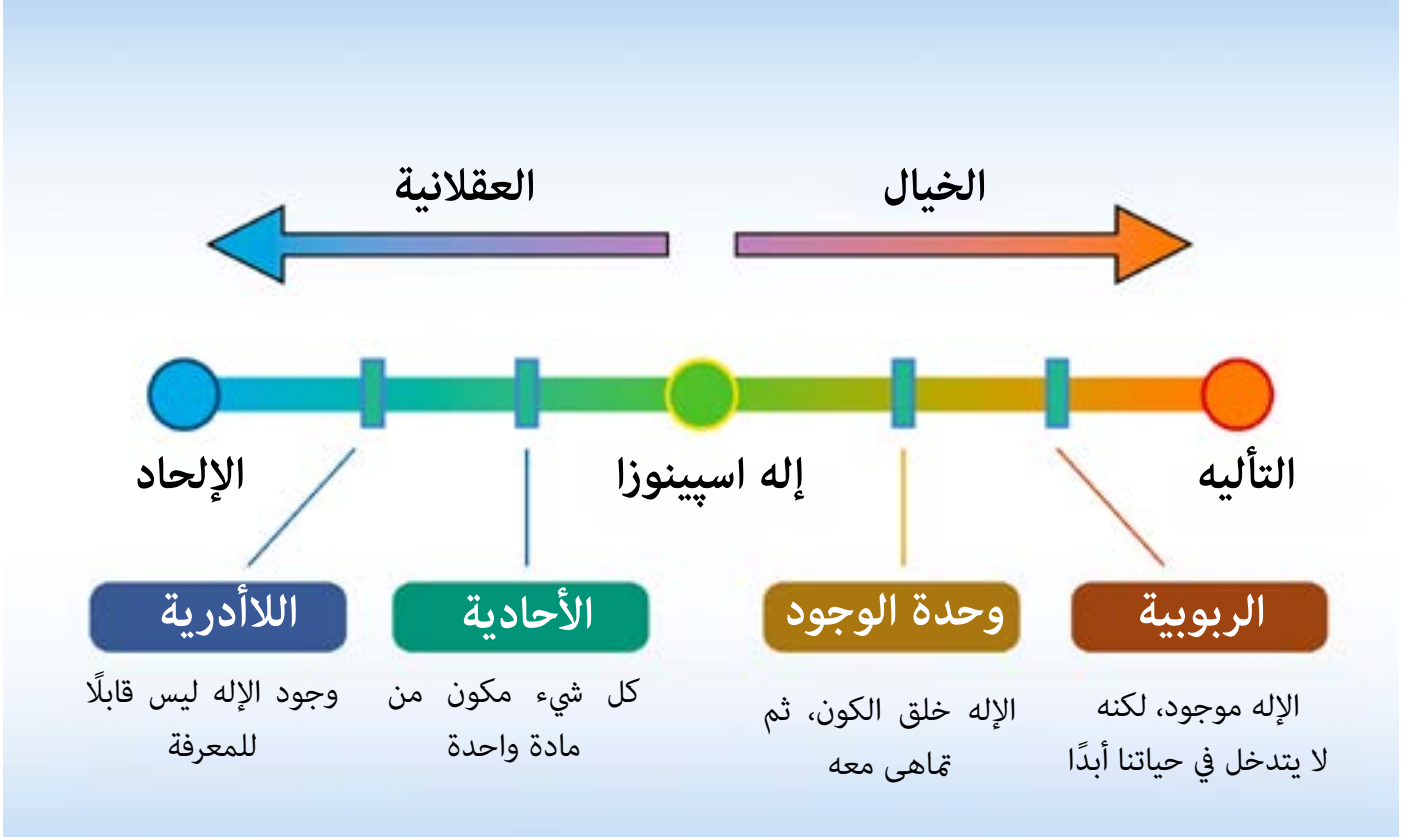 الخيال
العقلانية
التأليه
إله اسپينوزا
الإلحاد
الربوبية
الإله موجود، لكنه
لا يتدخل في حياتنا أبدًا
وحدة الوجود
الإله خلق الكون، ثم
تماهى معه
الأحادية
كل شيء مكون من
مادة واحدة
اللاأدرية
وجود الإله ليس قابلًا
للمعرفة